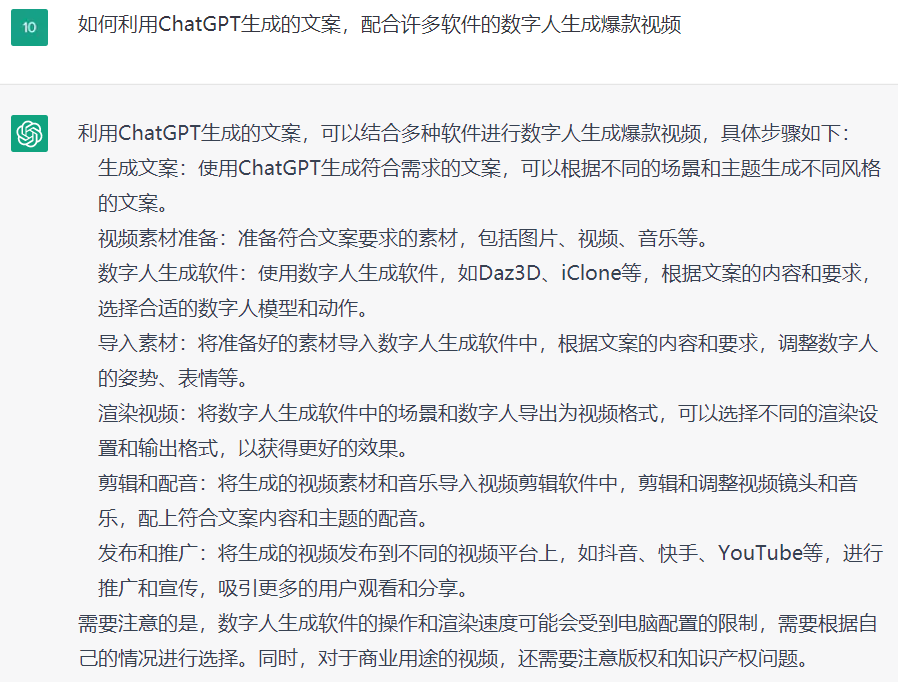 10
如何利用ChatGPT生成的文案，配合许多软件的数字人生成爆款视频
利用ChatGPT生成的文案，可以结合多种软件进行数字人生成爆款视频，具体步骤如下：
生成文案：使用ChatGPT生成符合需求的文案，可以根据不同的场景和主题生成不同风格
的文案。
视频素材准备：准备符合文案要求的素材，包括图片、视频、音乐等。
数字人生成软件：使用数字人生成软件，如Daz3D、iClone等，根据文案的内容和要求，
选择合适的数字人模型和动作。
导入素材：将准备好的素材导入数字人生成软件中，根据文案的内容和要求，调整数字人
的姿势、表情等。
渲染视频：将数字人生成软件中的场景和数字人导出为视频格式，可以选择不同的渲染设
置和输出格式，以获得更好的效果。
剪辑和配音：将生成的视频素材和音乐导入视频剪辑软件中，剪辑和调整视频镜头和音
乐，配上符合文案内容和主题的配音。
发布和推广：将生成的视频发布到不同的视频平台上，如抖音、快手、YouTube等，进行
推广和宣传，吸引更多的用户观看和分享。
需要注意的是，数字人生成软件的操作和渲染速度可能会受到电脑配置的限制，需要根据自
己的情况进行选择。同时，对于商业用途的视频，还需要注意版权和知识产权问题。